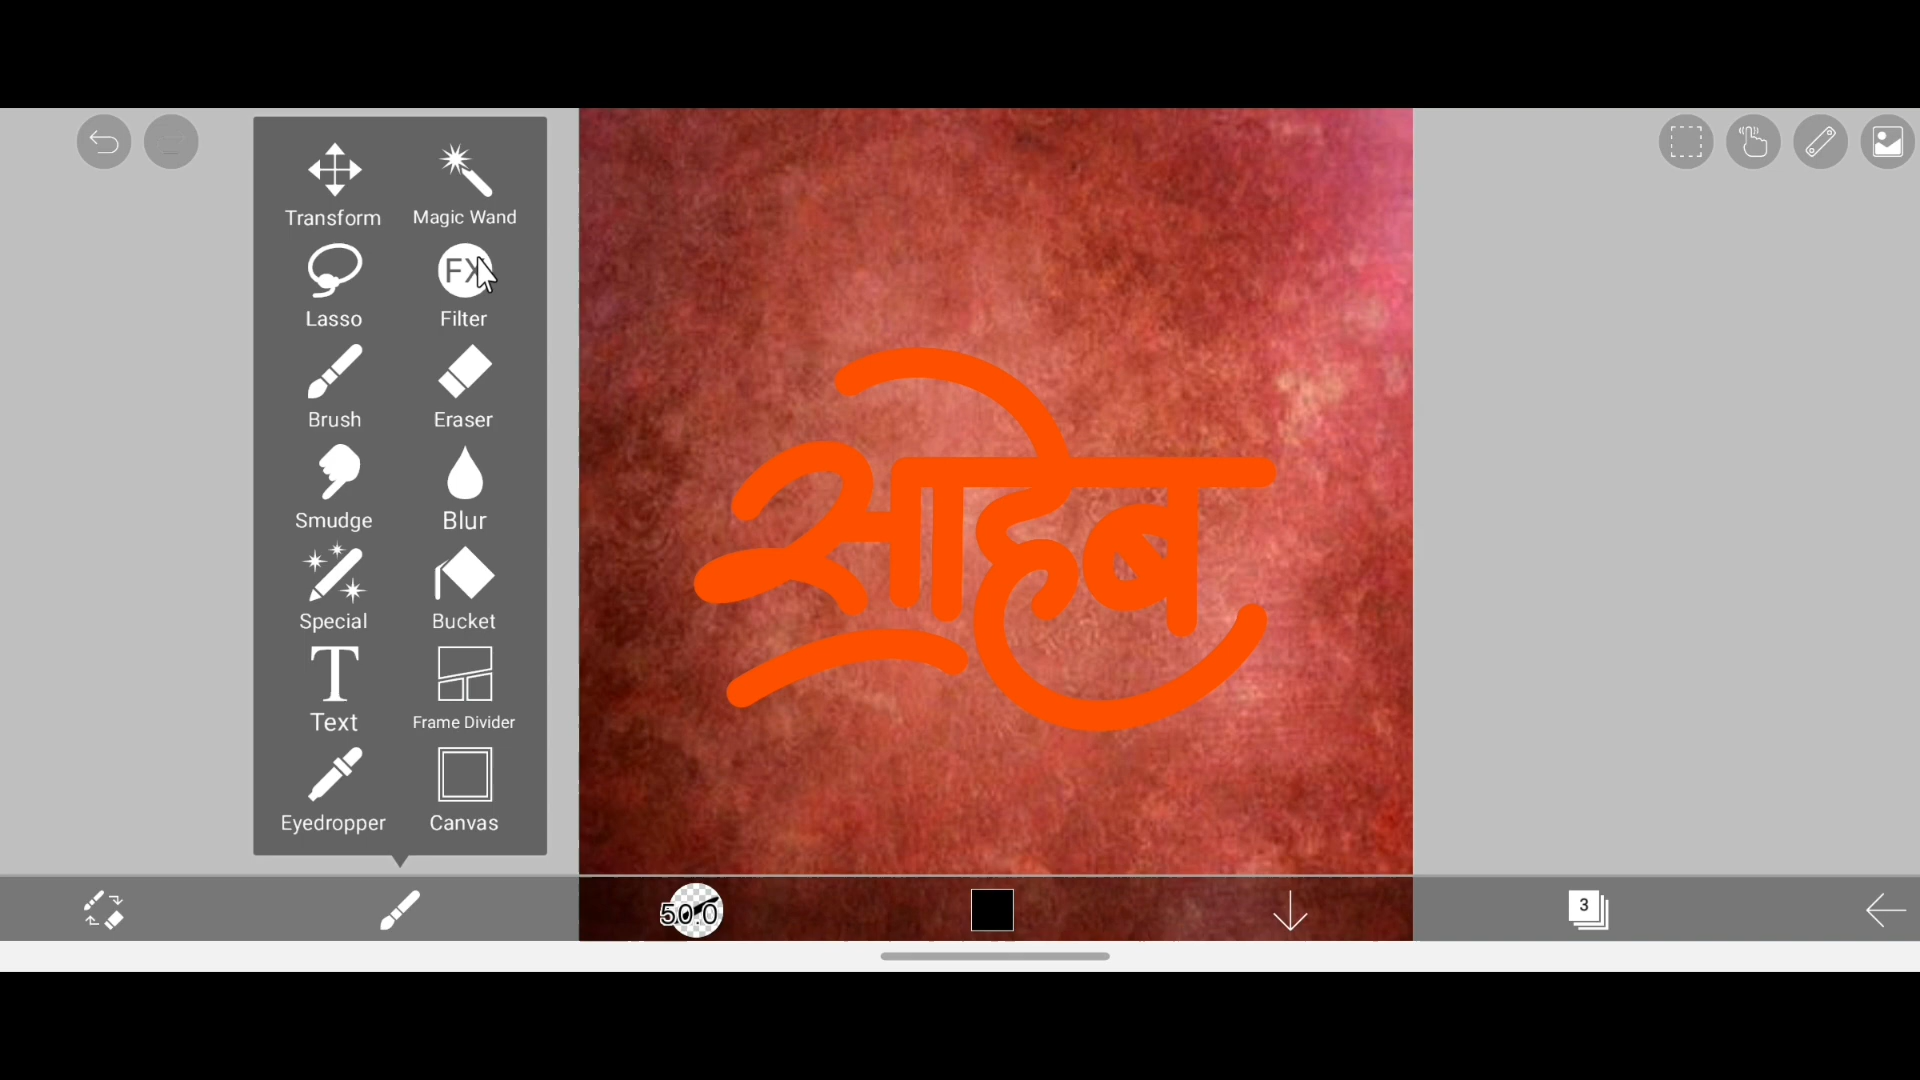 Transform Magic Wand
FX
Lasso Filter
Brush Eraser
Smudge Blur
Special Bucket
T
Text Frame Divider
Eyedropper Canvas
साहेब
50.0
3